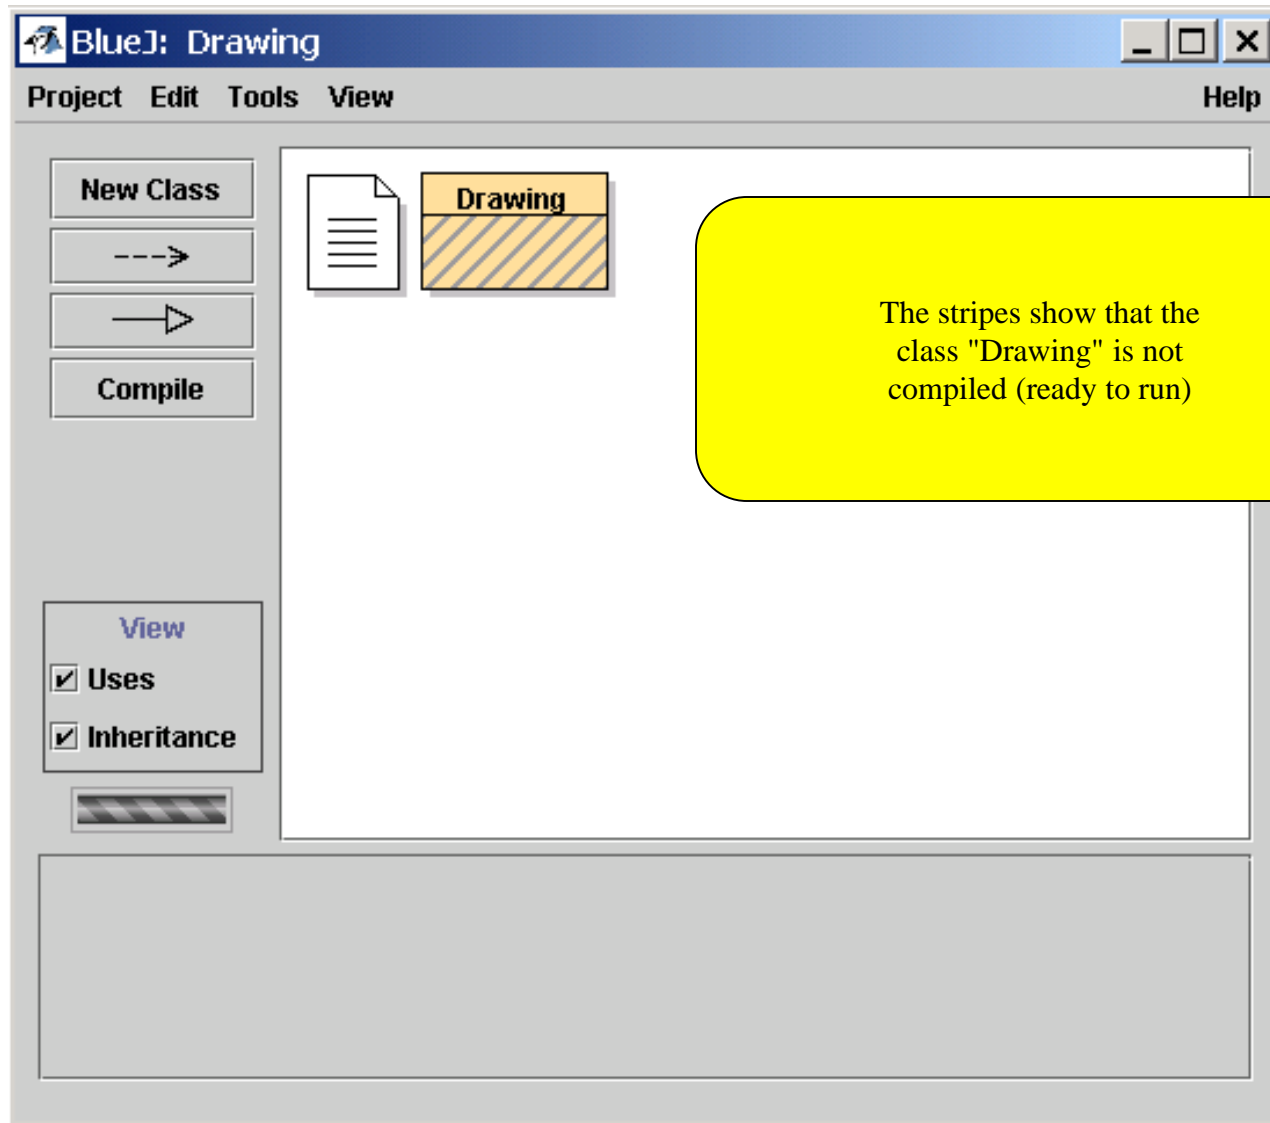 BlueJ: Drawing
Project Edit Tools View Help
New Class
Drawing
Compile
The stripes show that the
class "Drawing" is not
compiled (ready to run)
View
Uses
Inheritance